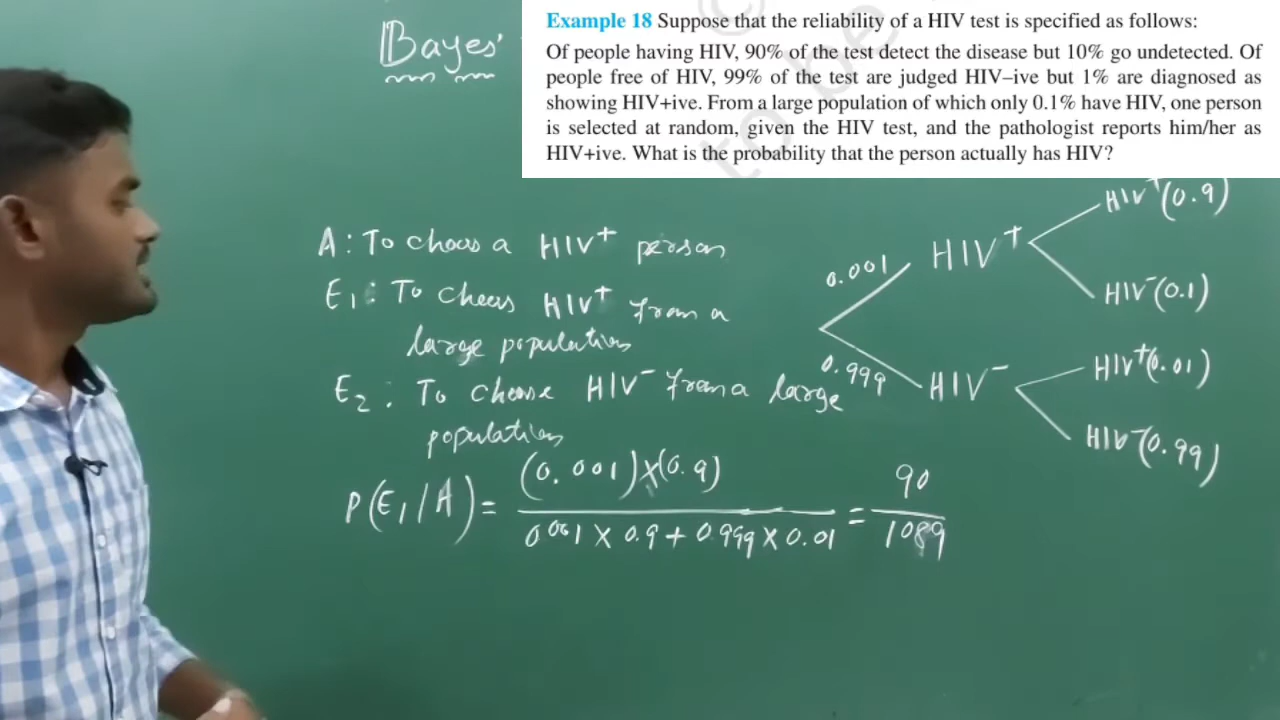 Bayes'
Example 18 Suppose that the reliability of a HIV test is specified as follows:
Of people having HIV, 90% of the test detect the disease but 10% go undetected. Of
people free of HIV, 99% of the test are judged HIV–ive but 1% are diagnosed as
showing HIV+ive. From a large population of which only 0.1% have HIV, one person
is selected at random, given the HIV test, and the pathologist reports him/her as
HIV+ive. What is the probability that the person actually has HIV?
to be
A : To choos a HIV+ person
E1 : To choos HIV+ from a
large population
E2 : To choose HIV- from a large
population
P(E1/A) = (0.001)×(0.9) / 0.001 × 0.9 + 0.999 × 0.01 = 90 / 1089
0.001 HIV+
HIV+(0.9)
HIV-(0.1)
0.999 HIV-
HIV+(0.01)
HIV-(0.99)